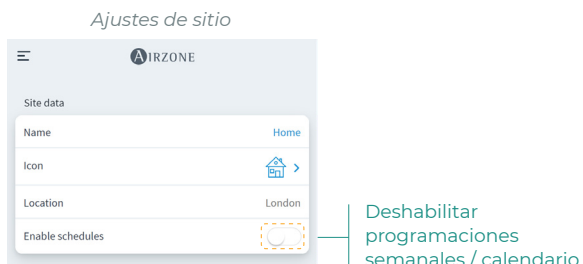 Ajustes de sitio
AIRZONE
Site data
Name Home
Icon
Location London
Enable schedules
Deshabilitar
programaciones
semanales / calendario